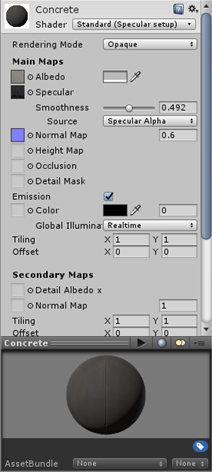 Concrete
Shader Standard (Specular setup)
Rendering Mode Opaque
Main Maps
Albedo
Specular
Smoothness 0.492
Source Specular Alpha
Normal Map 0.6
Height Map
Occlusion
Detail Mask
Emission
Color 0
Global Illuminat Realtime
Tiling X 1 Y 1
Offset X 0 Y 0
Secondary Maps
Detail Albedo x
Normal Map 1
Tiling X 1 Y 1
Offset X 0 Y 0
Concrete
AssetBundle None None